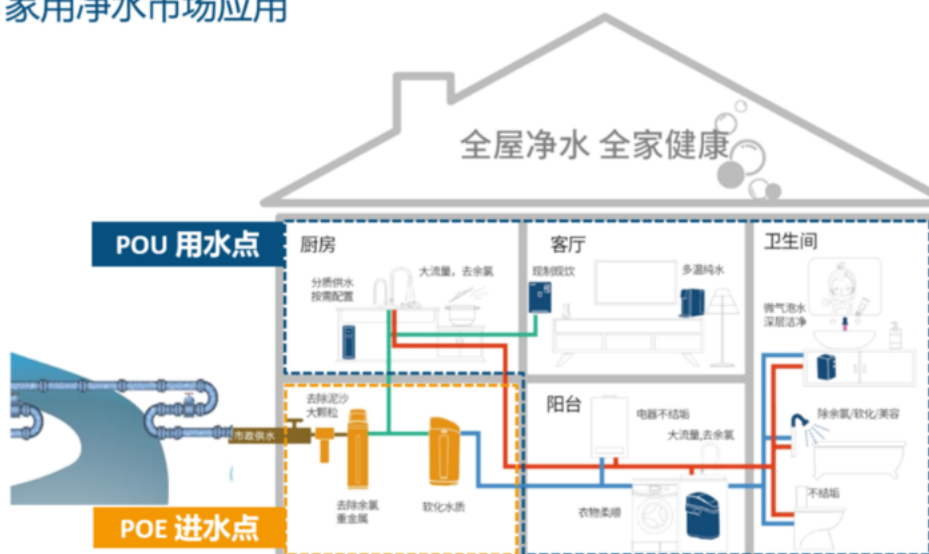 家用净水市场应用
全屋净水 全家健康
POU 用水点
厨房
分质供水
按需配置
大流量，去余氯
客厅
现制现饮
多温纯水
卫生间
微气泡水
深层洁净
除余氯/软化/美容
不结垢
阳台
电器不结垢
大流量,去余氯
衣物柔顺
去除泥沙
大颗粒
市政供水
去除余氯
重金属
软化水质
POE 进水点